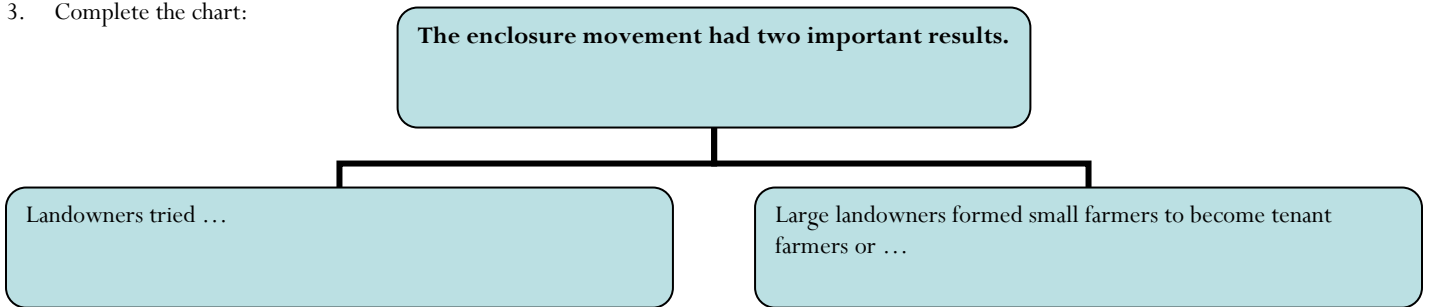 3. Complete the chart:
The enclosure movement had two important results.
Landowners tried …
Large landowners formed small farmers to become tenant
farmers or …